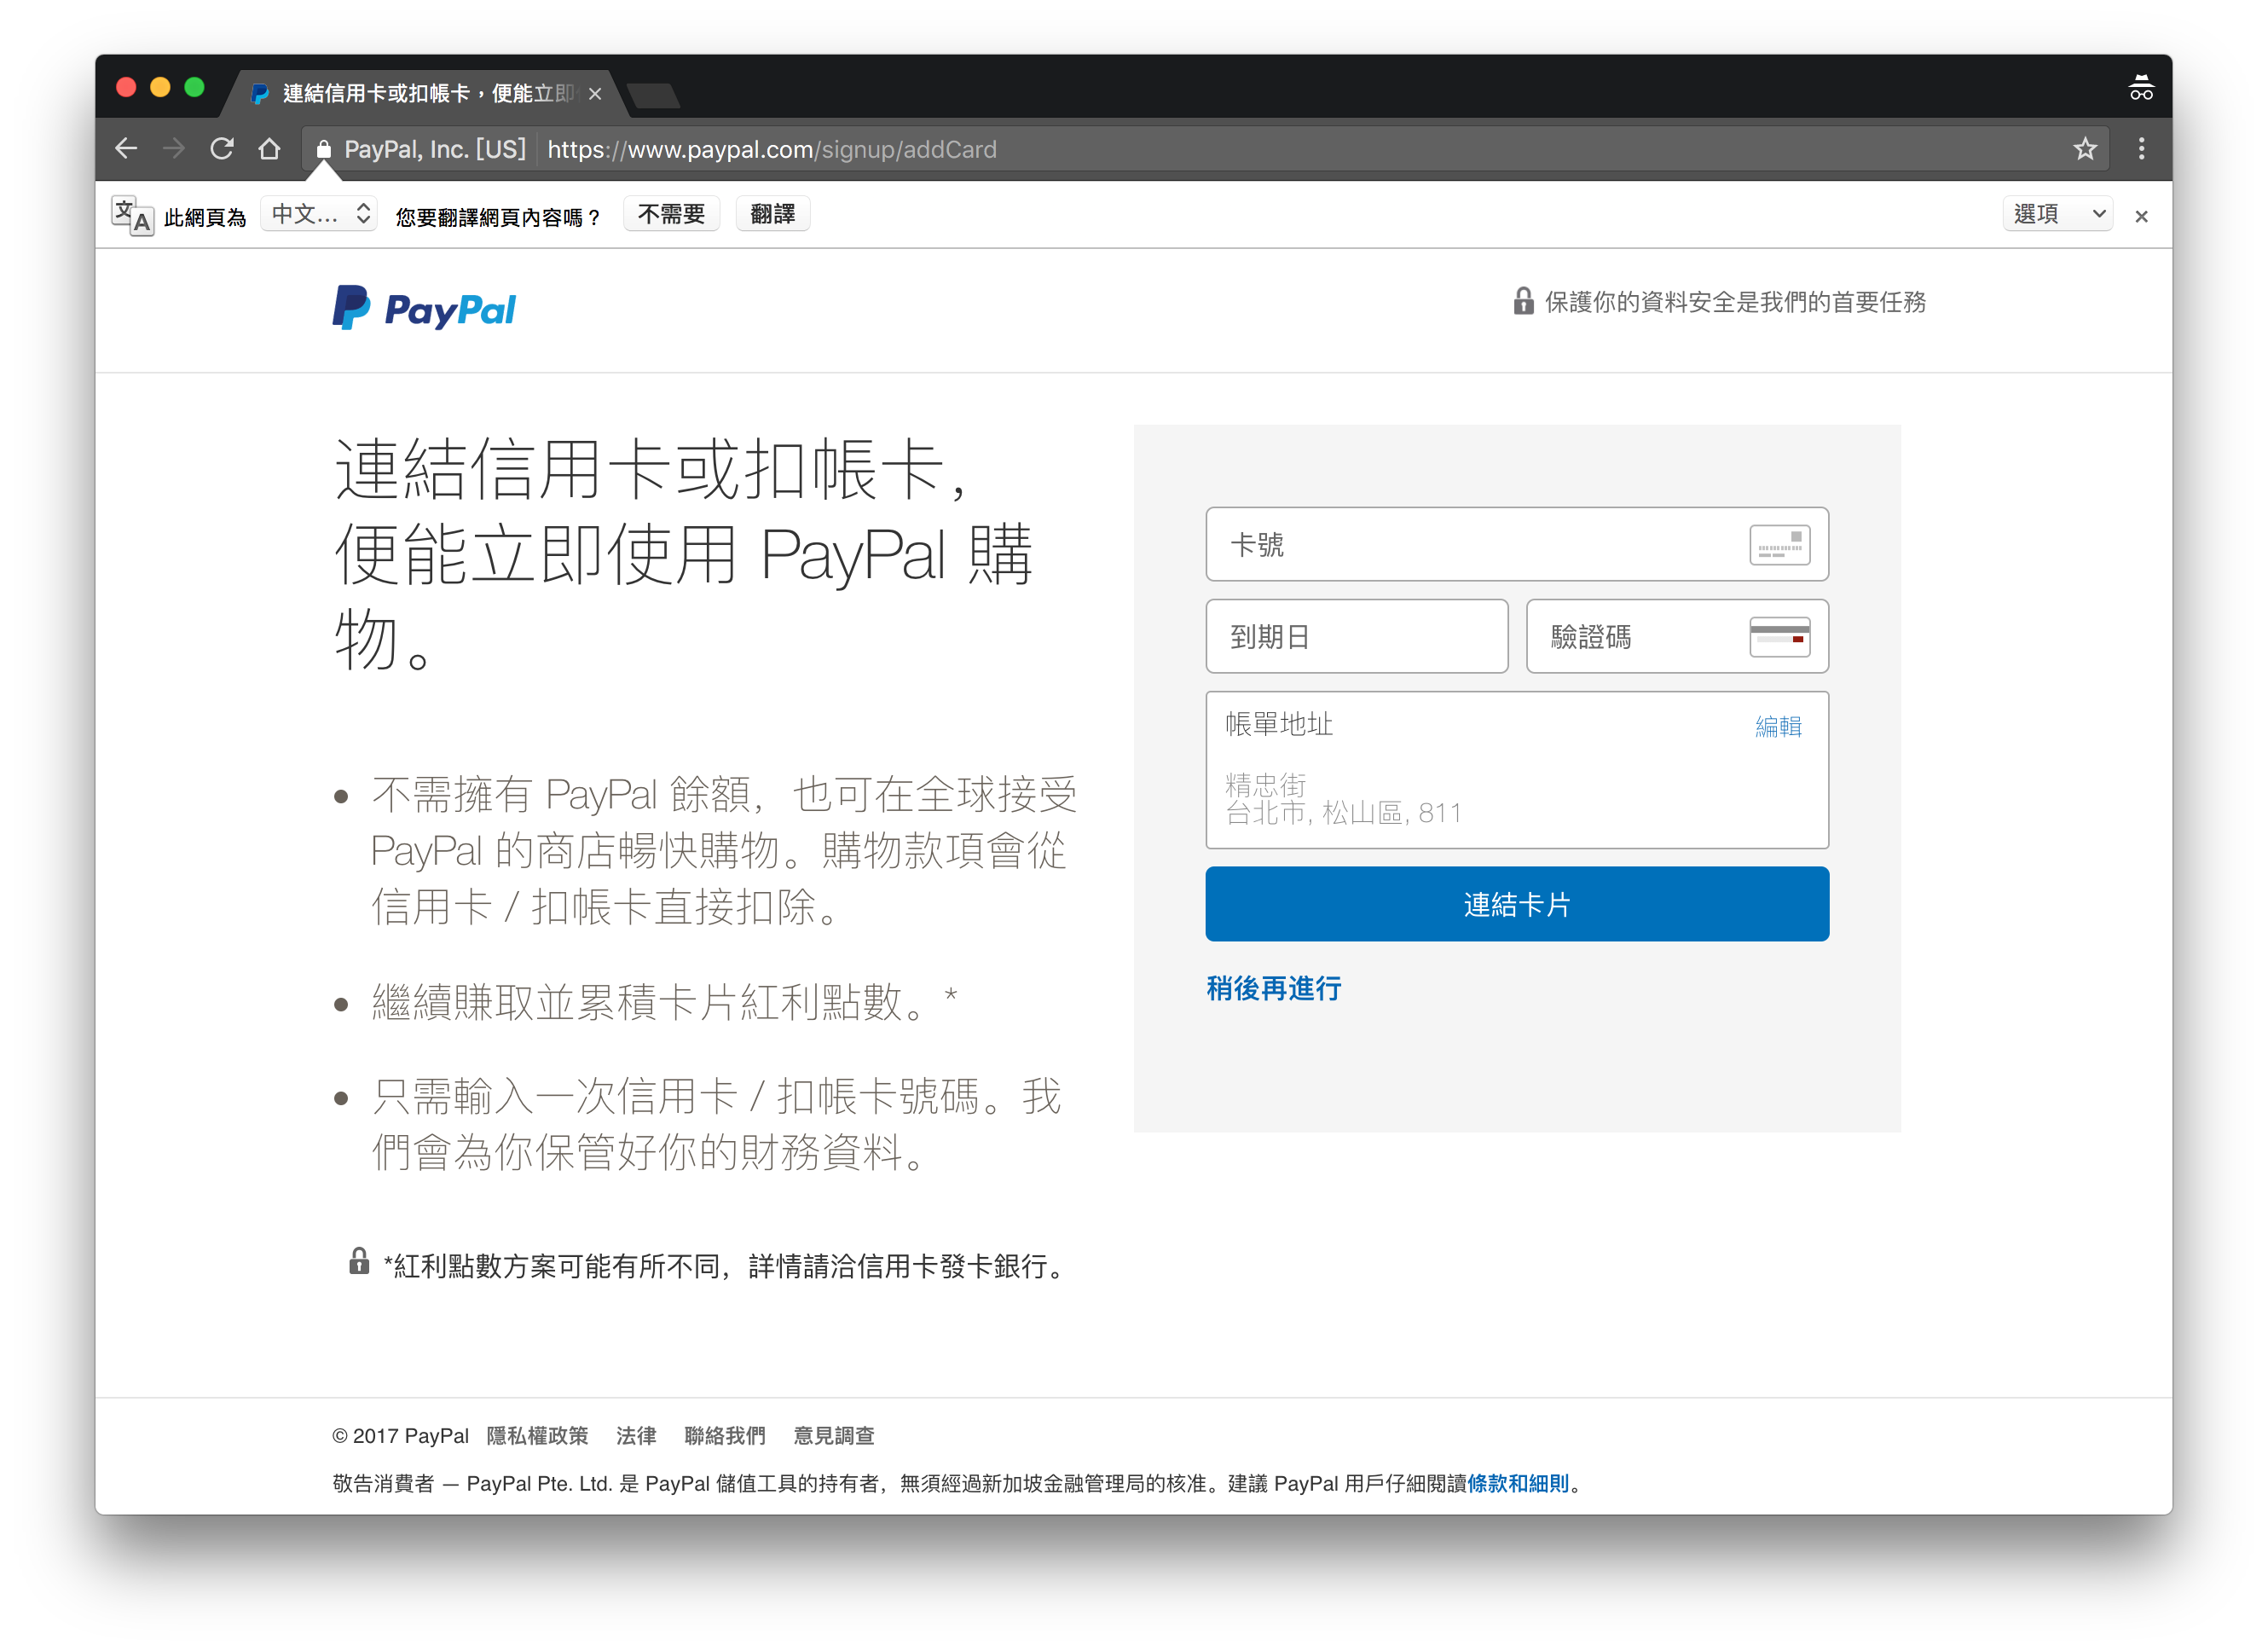 連結信用卡或扣帳卡，便能立即
PayPal, Inc. [US] https://www.paypal.com/signup/addCard
文A 此網頁為 中文... 您要翻譯網頁內容嗎？ 不需要 翻譯 選項
PayPal
保護你的資料安全是我們的首要任務
連結信用卡或扣帳卡，
便能立即使用 PayPal 購
物。
不需擁有 PayPal 餘額，也可在全球接受
PayPal 的商店暢快購物。購物款項會從
信用卡 / 扣帳卡直接扣除。
繼續賺取並累積卡片紅利點數。*
只需輸入一次信用卡 / 扣帳卡號碼。我
們會為你保管好你的財務資料。
*紅利點數方案可能有所不同，詳情請洽信用卡發卡銀行。
卡號
到期日 驗證碼
帳單地址 編輯
精忠街
台北市, 松山區, 811
連結卡片
稍後再進行
© 2017 PayPal 隱私權政策 法律 聯絡我們 意見調查
敬告消費者 — PayPal Pte. Ltd. 是 PayPal 儲值工具的持有者，無須經過新加坡金融管理局的核准。建議 PayPal 用戶仔細閱讀條款和細則。